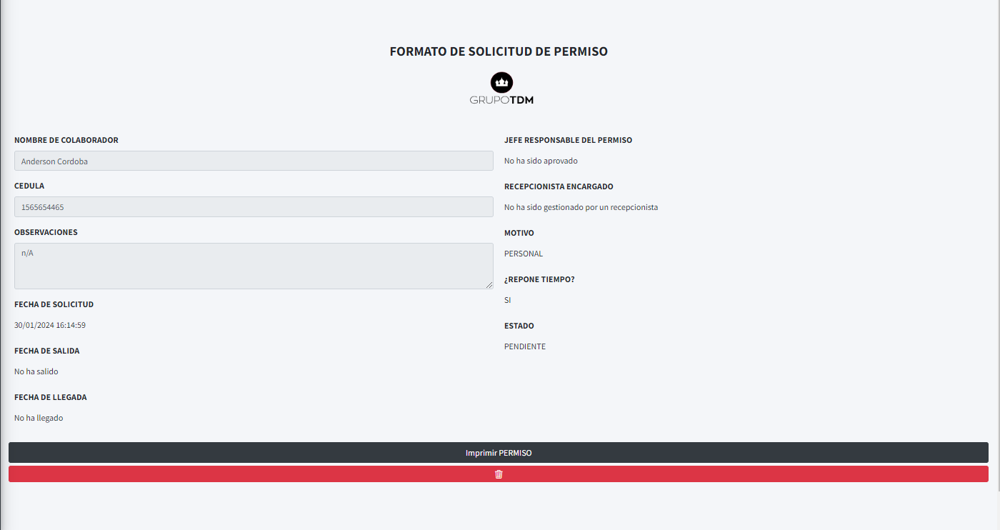 FORMATO DE SOLICITUD DE PERMISO
GRUPOTDM
NOMBRE DE COLABORADOR
Anderson Cordoba
CEDULA
1565654465
OBSERVACIONES
n/A
FECHA DE SOLICITUD
30/01/2024 16:14:59
FECHA DE SALIDA
No ha salido
FECHA DE LLEGADA
No ha llegado
JEFE RESPONSABLE DEL PERMISO
No ha sido aprovado
RECEPCIONISTA ENCARGADO
No ha sido gestionado por un recepcionista
MOTIVO
PERSONAL
¿REPONE TIEMPO?
SI
ESTADO
PENDIENTE
Imprimir PERMISO